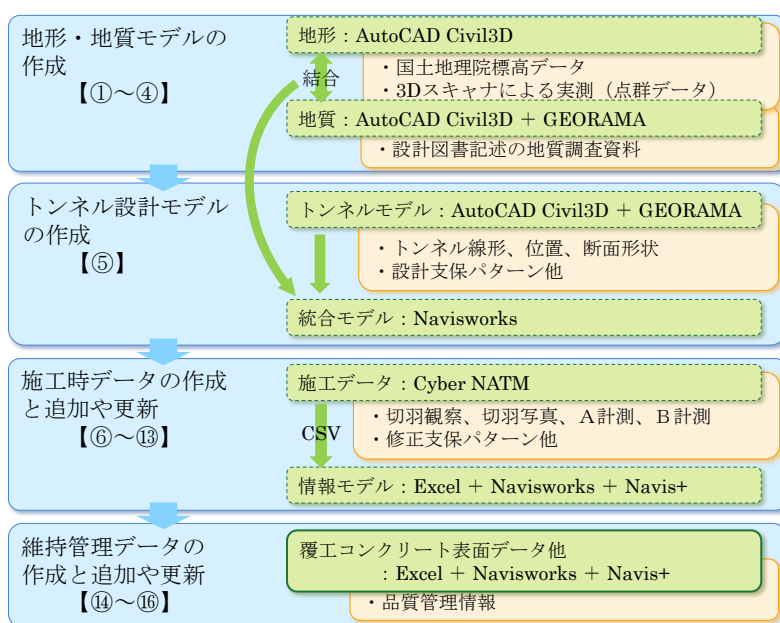 地形・地質モデルの
作成
【①～④】
地形：AutoCAD Civil3D
結合
・国土地理院標高データ
・3Dスキャナによる実測（点群データ）
地質：AutoCAD Civil3D + GEORAMA
・設計図書記述の地質調査資料
トンネル設計モデル
の作成
【⑤】
トンネルモデル：AutoCAD Civil3D + GEORAMA
・トンネル線形、位置、断面形状
・設計支保パターン他
統合モデル：Navisworks
施工時データの作成
と追加や更新
【⑥～⑬】
施工データ：Cyber NATM
CSV
・切羽観察、切羽写真、Ａ計測、Ｂ計測
・修正支保パターン他
情報モデル：Excel + Navisworks + Navis+
維持管理データの
作成と追加や更新
【⑭～⑯】
覆工コンクリート表面データ他
：Excel + Navisworks + Navis+
・品質管理情報